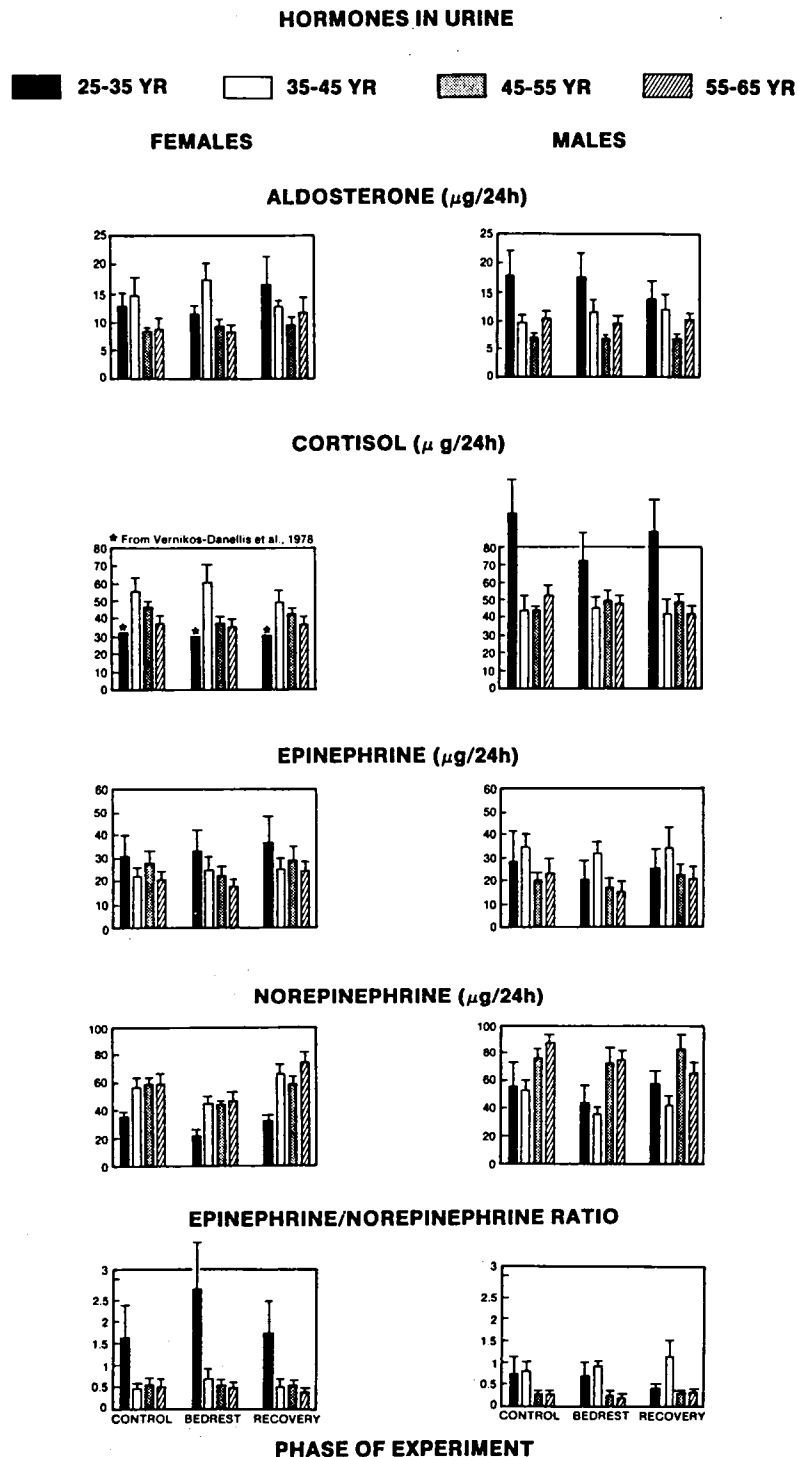 HORMONES IN URINE
25-35 YR 35-45 YR 45-55 YR 55-65 YR
FEMALES MALES
ALDOSTERONE (μg/24h)
25 25
20 20
15 15
10 10
5 5
0 0
CORTISOL (μ g/24h)
* From Vernikos-Danellis et al., 1978
80 80
70 70
60 60
50 50
40 40
30 * * * 30
20 20
10 10
0 0
EPINEPHRINE (μg/24h)
60 60
50 50
40 40
30 30
20 20
10 10
0 0
NOREPINEPHRINE (μg/24h)
100 100
80 80
60 60
40 40
20 20
0 0
EPINEPHRINE/NOREPINEPHRINE RATIO
3 3
2.5 2.5
2 2
1.5 1.5
1 1
0.5 0.5
0 0
CONTROL BEDREST RECOVERY CONTROL BEDREST RECOVERY
PHASE OF EXPERIMENT